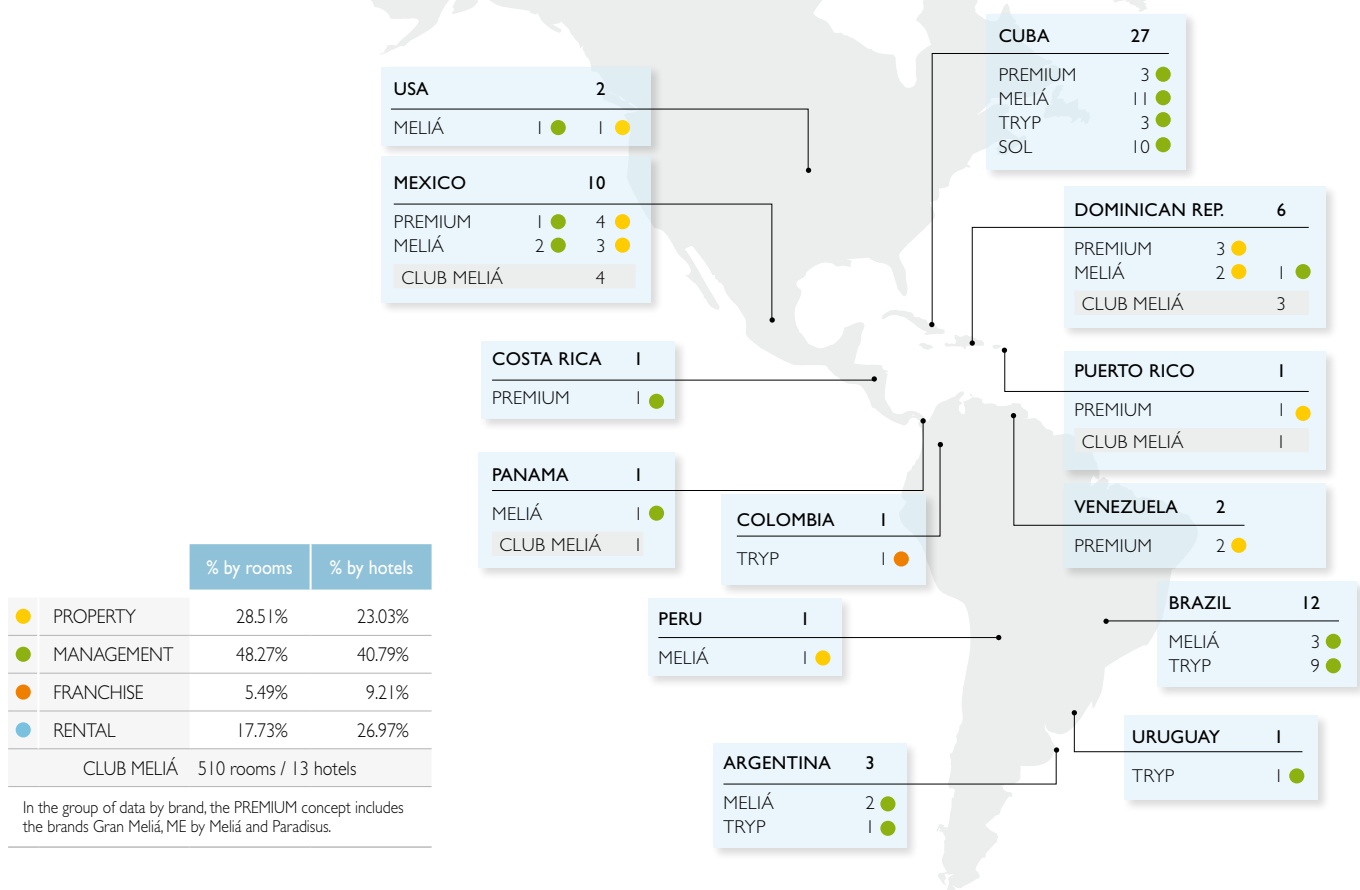 USA 2
MELIÁ 1 1
MEXICO 10
PREMIUM 1 4
MELIÁ 2 3
CLUB MELIÁ 4
CUBA 27
PREMIUM 3
MELIÁ 11
TRYP 3
SOL 10
DOMINICAN REP. 6
PREMIUM 3
MELIÁ 2 1
CLUB MELIÁ 3
COSTA RICA 1
PREMIUM 1
PUERTO RICO 1
PREMIUM 1
CLUB MELIÁ 1
PANAMA 1
MELIÁ 1
CLUB MELIÁ 1
COLOMBIA 1
TRYP 1
VENEZUELA 2
PREMIUM 2
PERU 1
MELIÁ 1
BRAZIL 12
MELIÁ 3
TRYP 9
ARGENTINA 3
MELIÁ 2
TRYP 1
URUGUAY 1
TRYP 1
% by rooms % by hotels
PROPERTY 28.51% 23.03%
MANAGEMENT 48.27% 40.79%
FRANCHISE 5.49% 9.21%
RENTAL 17.73% 26.97%
CLUB MELIÁ 510 rooms / 13 hotels
In the group of data by brand, the PREMIUM concept includes
the brands Gran Meliá, ME by Meliá and Paradisus.